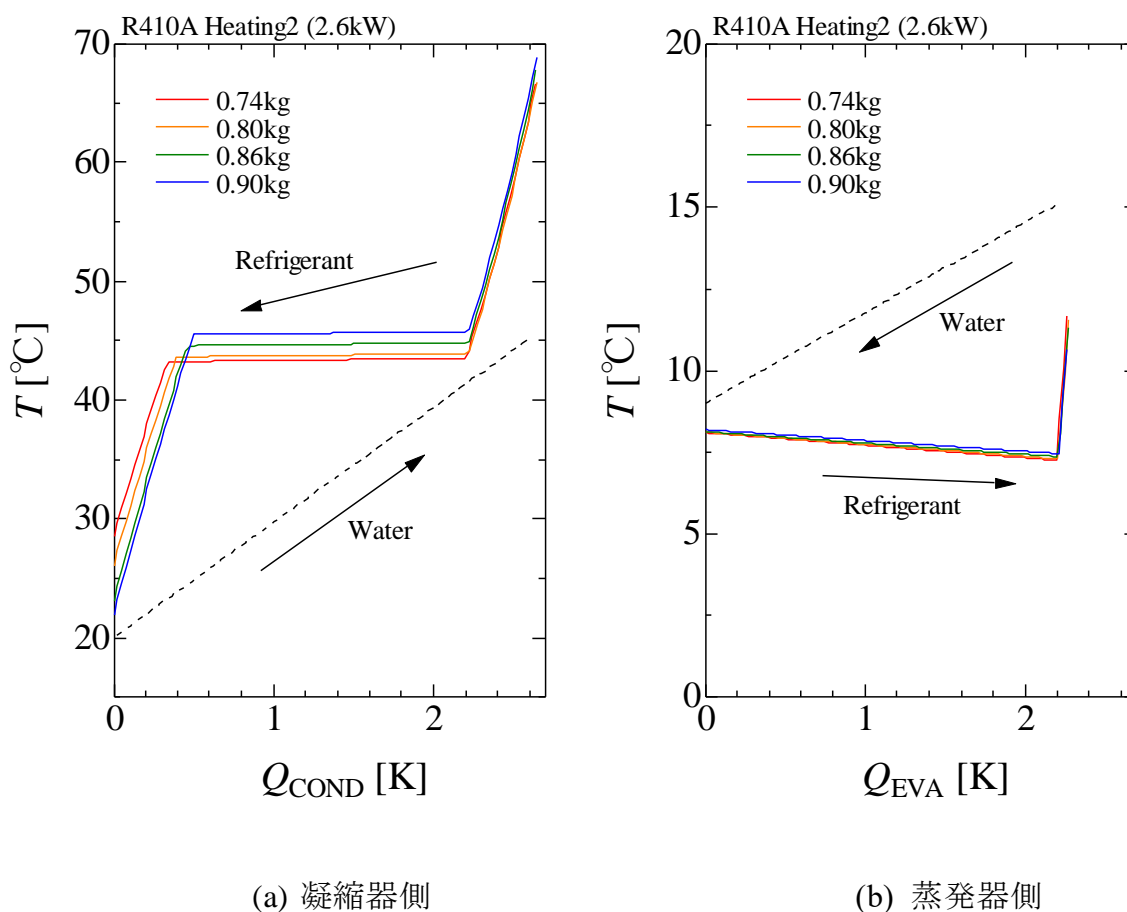 R410A Heating2 (2.6kW)
70
60
50
40
30
20
0
1
2
T [℃]
0.74kg
0.80kg
0.86kg
0.90kg
Refrigerant
Water
Q_COND [K]
(a) 凝縮器側
R410A Heating2 (2.6kW)
20
15
10
5
0
0
1
2
T [℃]
0.74kg
0.80kg
0.86kg
0.90kg
Water
Refrigerant
Q_EVA [K]
(b) 蒸発器側